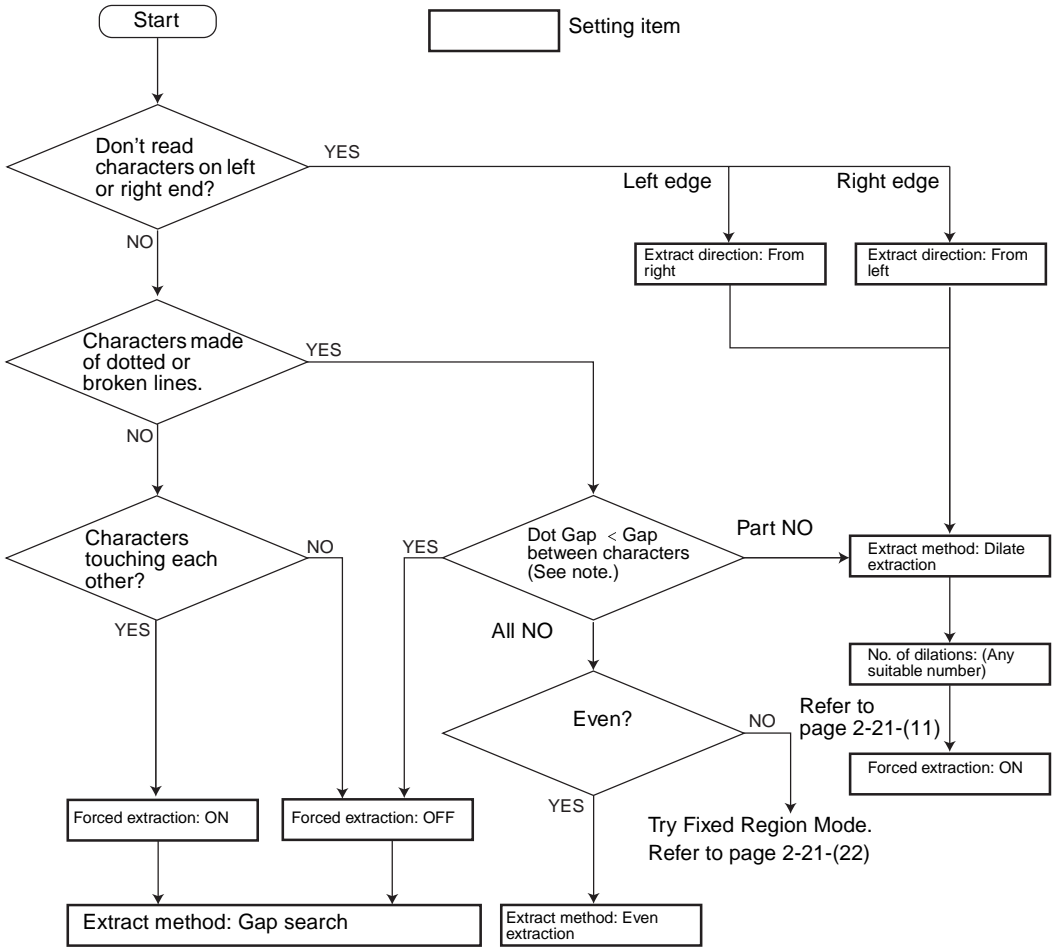 Start
Setting item
Don't read
characters on left
or right end?
YES
Left edge
Right edge
NO
Extract direction: From
right
Extract direction: From
left
Characters made
of dotted or
broken lines.
YES
NO
Characters
touching each
other?
NO
YES
Dot Gap < Gap
between characters
(See note.)
Part NO
Extract method: Dilate
extraction
YES
All NO
No. of dilations: (Any
suitable number)
Even?
NO
Refer to
page 2-21-(11)
Forced extraction: ON
YES
Forced extraction: ON
Forced extraction: OFF
Try Fixed Region Mode.
Refer to page 2-21-(22)
Extract method: Gap search
Extract method: Even
extraction